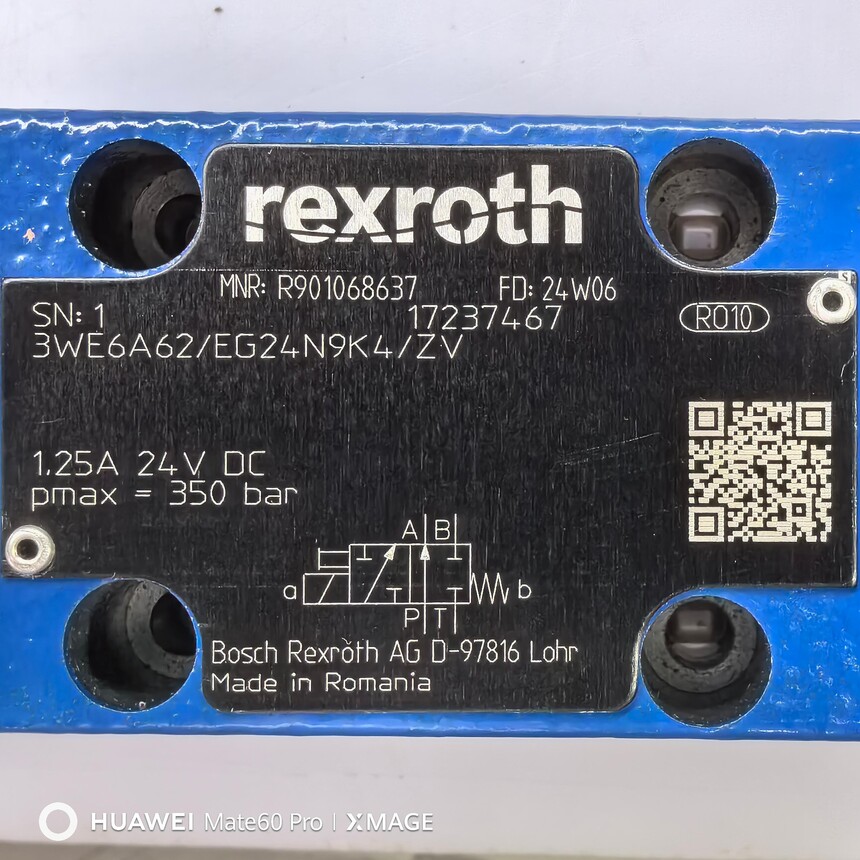 rexroth
MNR: R901068637 FD: 24W06
SN: 1 17237467 RO10
3WE6A62/EG24N9K4/ZV
1.25A 24V DC
pmax = 350 bar
A B
a b
P T
Bosch Rexroth AG D-97816 Lohr
Made in Romania
HUAWEI Mate60 Pro | XMAGE